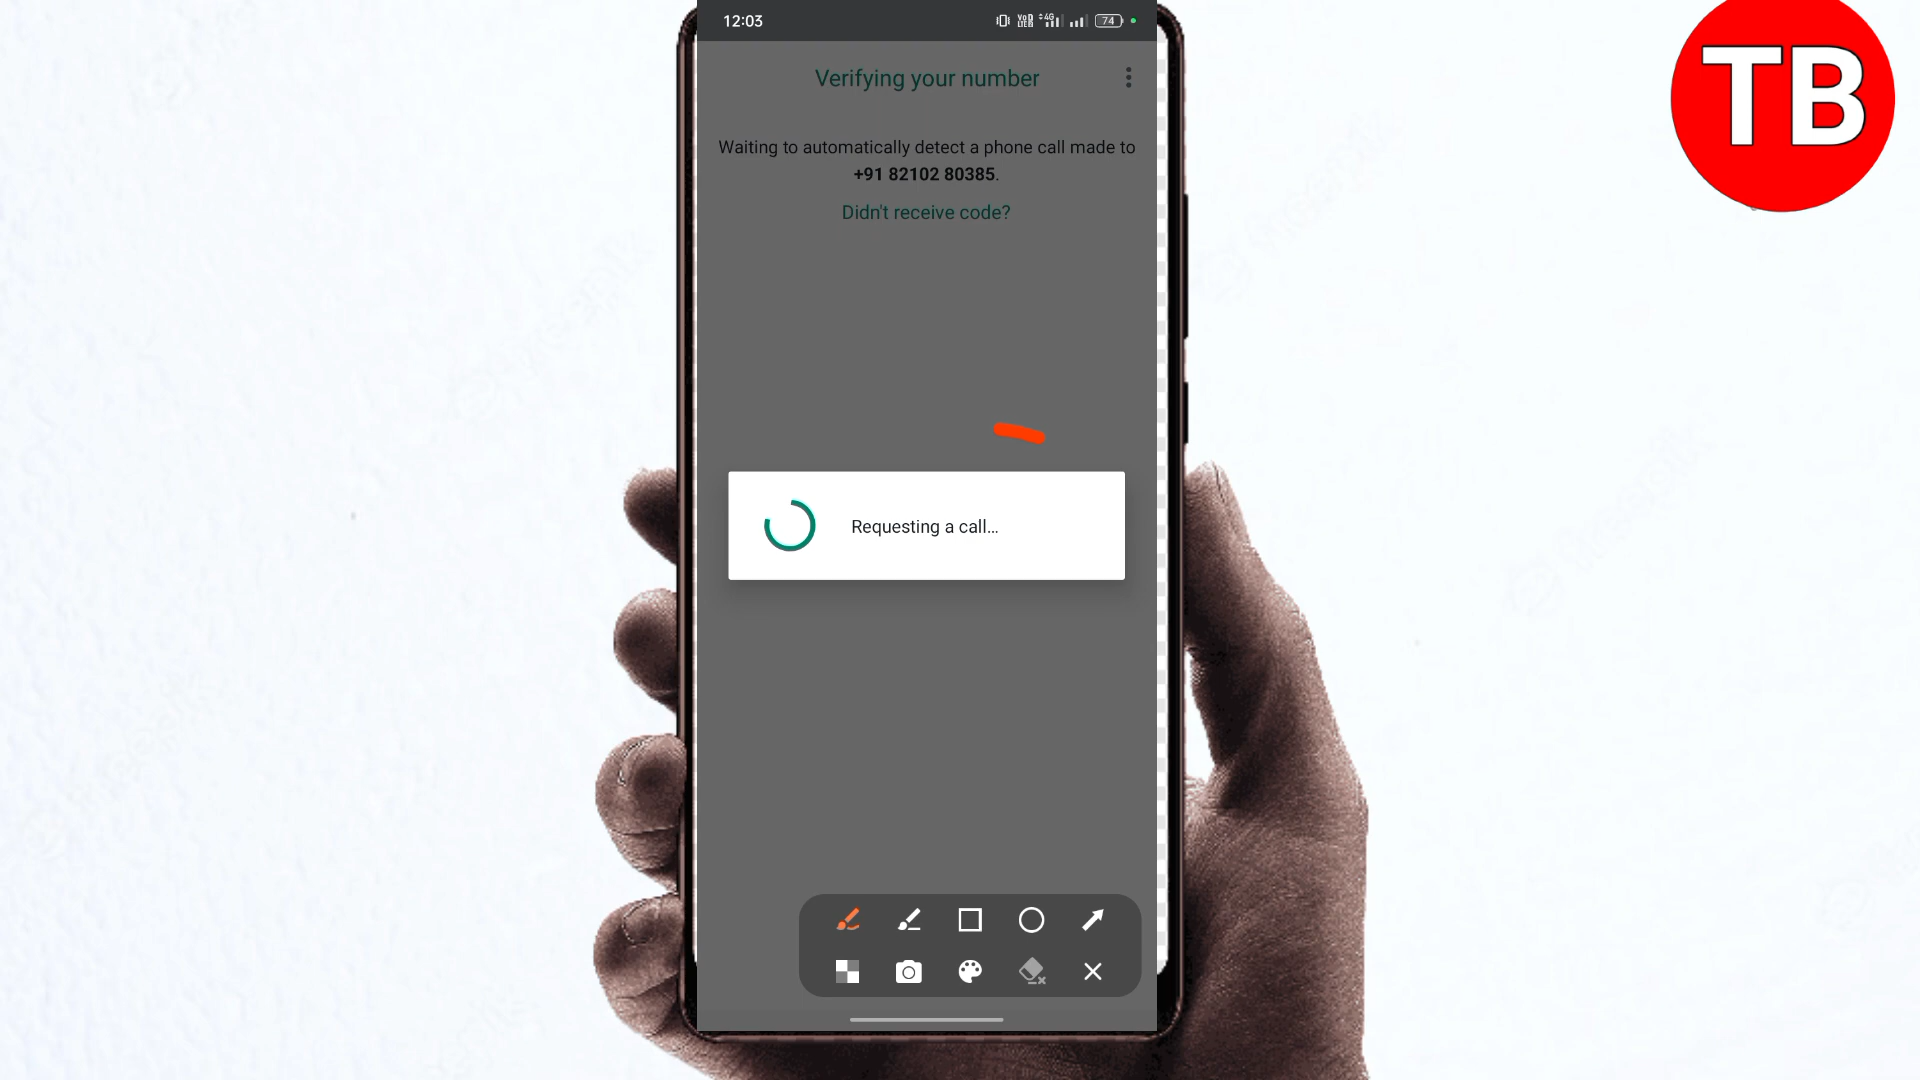 12:03
74
TB
Verifying your number
Waiting to automatically detect a phone call made to
+91 82102 80385.
Didn't receive code?
Requesting a call...